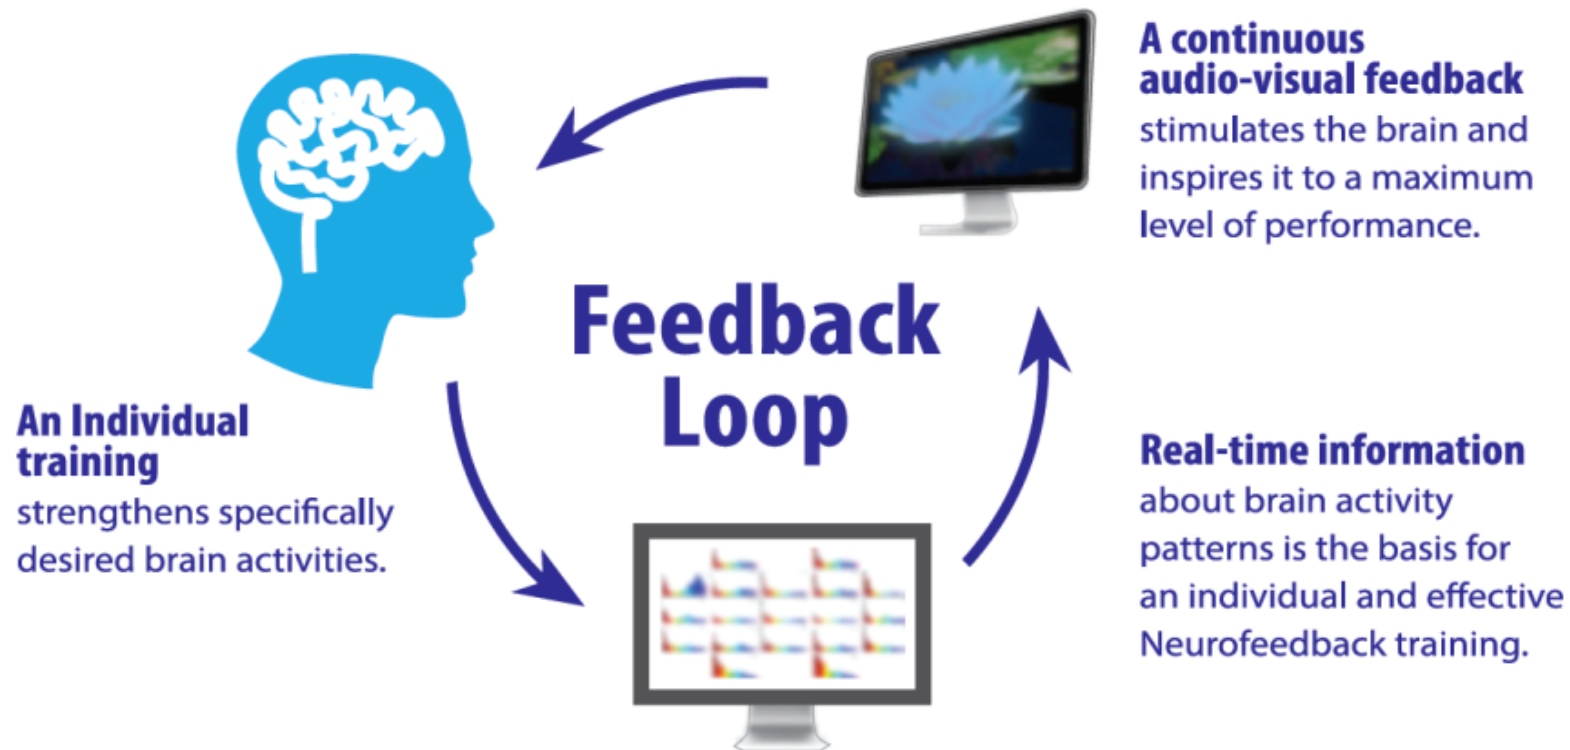 A continuous
audio-visual feedback
stimulates the brain and
inspires it to a maximum
level of performance.
Feedback
Loop
An Individual
training
strengthens specifically
desired brain activities.
Real-time information
about brain activity
patterns is the basis for
an individual and effective
Neurofeedback training.